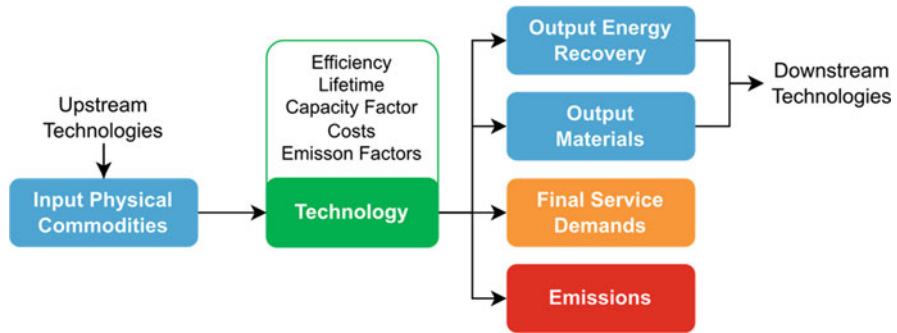 Upstream
Technologies
Input Physical
Commodities
Efficiency
Lifetime
Capacity Factor
Costs
Emisson Factors
Technology
Output Energy
Recovery
Output
Materials
Final Service
Demands
Emissions
Downstream
Technologies